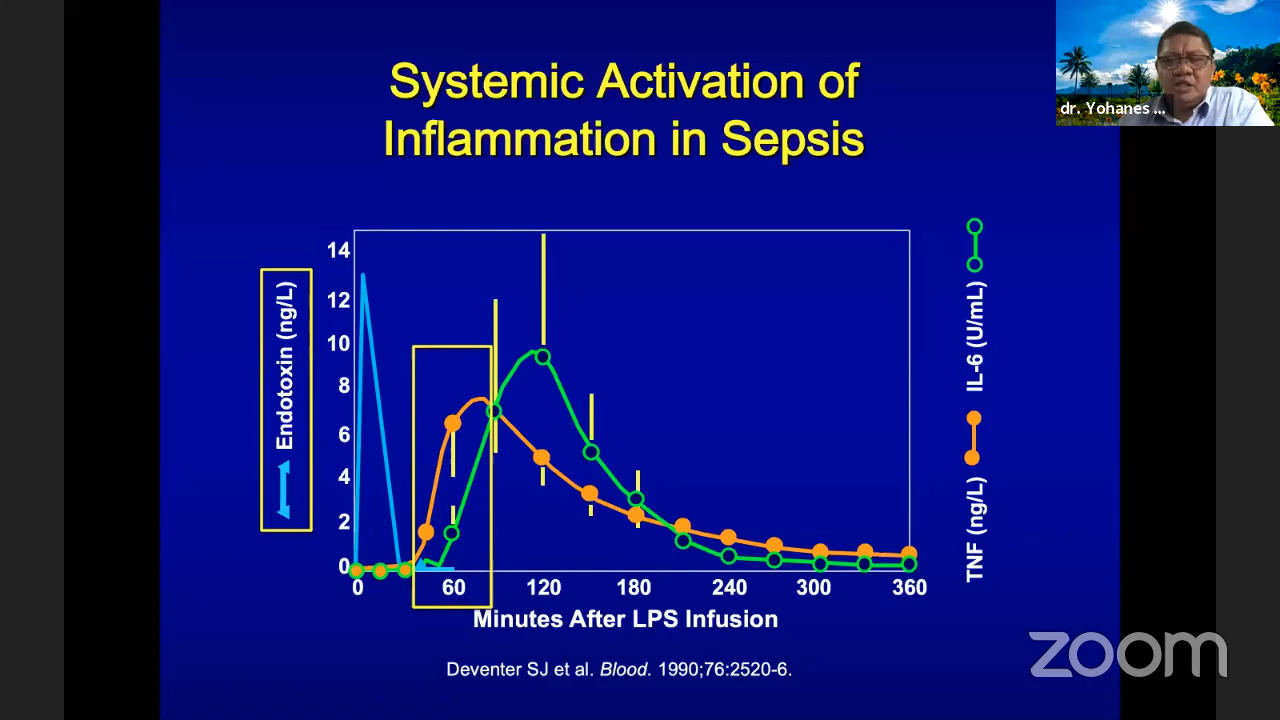 Systemic Activation of
Inflammation in Sepsis
dr. Yohanes ...
14
12
10
8
6
4
2
0
Endotoxin (ng/L)
IL-6 (U/mL)
TNF (ng/L)
0 60 120 180 240 300 360
Minutes After LPS Infusion
Deventer SJ et al. Blood. 1990;76:2520-6.
zoom